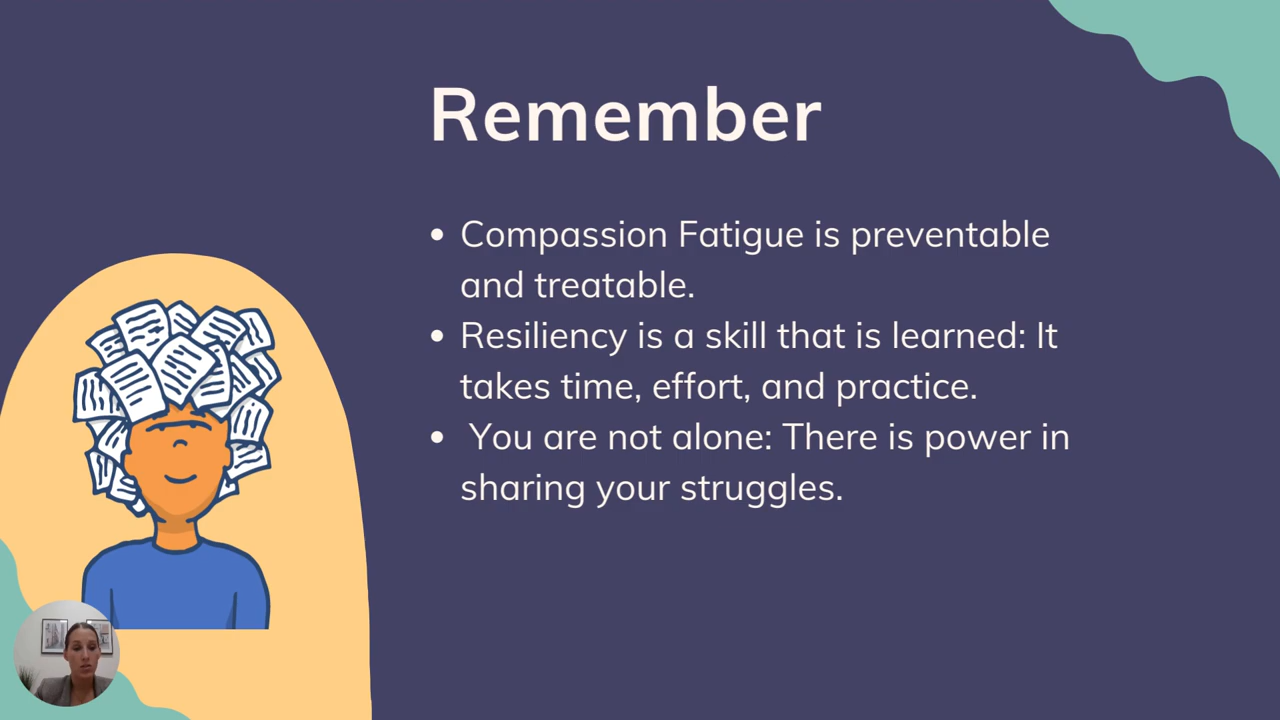 Remember
• Compassion Fatigue is preventable
and treatable.
• Resiliency is a skill that is learned: It
takes time, effort, and practice.
• You are not alone: There is power in
sharing your struggles.